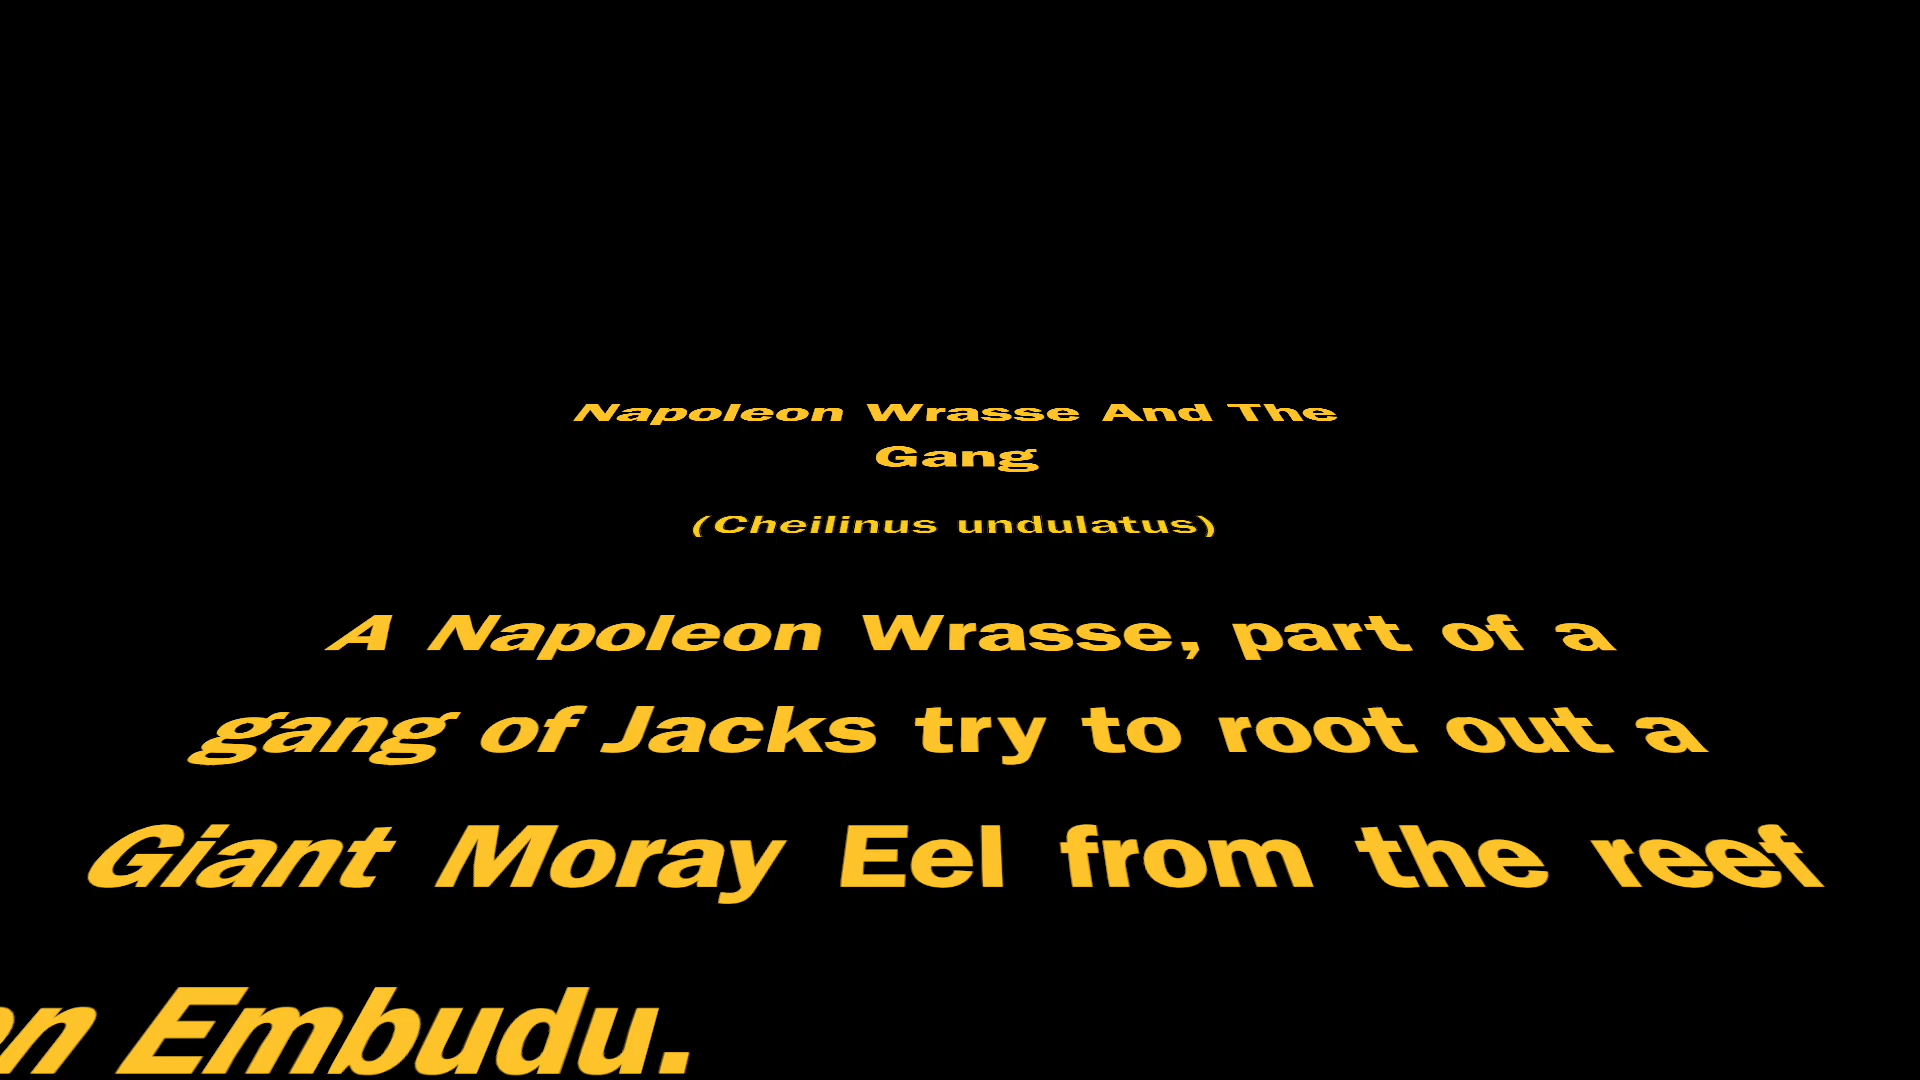 Napoleon Wrasse And The
Gang
(Cheilinus undulatus)
A Napoleon Wrasse, part of a
gang of Jacks try to root out a
Giant Moray Eel from the reef
on Embudu.